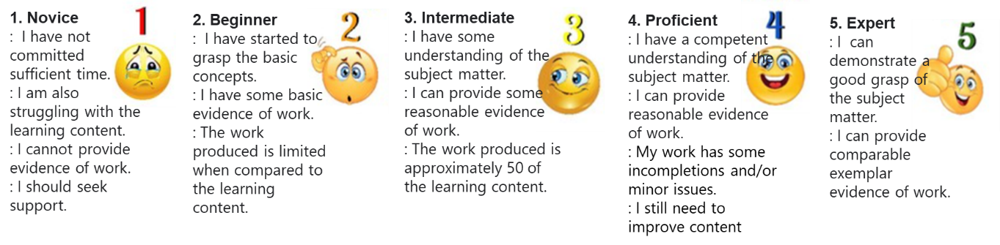 1. Novice
: I have not
committed
sufficient time.
: I am also
struggling with the
learning content.
: I cannot provide
evidence of work.
: I should seek
support.
1
2. Beginner
: I have started to
grasp the basic
concepts.
: I have some basic
evidence of work.
: The work
produced is limited
when compared to
the learning
content.
2
3. Intermediate
: I have some
understanding of the
subject matter.
: I can provide some
reasonable evidence
of work.
: The work produced is
approximately 50 of
the learning content.
3
4. Proficient
: I have a competent
understanding of the
subject matter.
: I can provide
reasonable evidence
of work.
: My work has some
incompletions and/or
minor issues.
: I still need to
improve content
4
5. Expert
: I can
demonstrate a
good grasp of
the subject
matter.
: I can provide
comparable
exemplar
evidence of work.
5